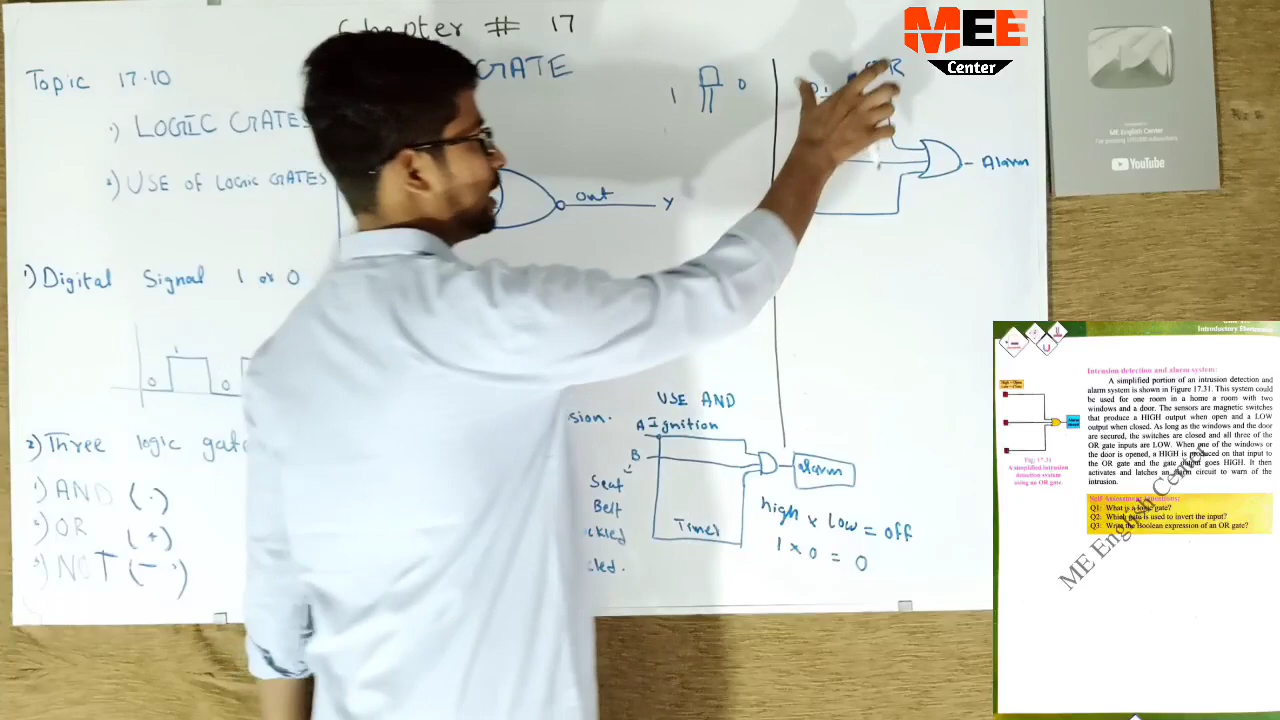 Chapter # 17
Topic 17.10
GATE
1) LOGIC GATES
2) USE OF LOGIC GATES
1 0
out Y
OR
Alarm
1) Digital Signal 1 or 0
0 1 0
2) Three logic gate
1) AND (·)
2) OR (+)
3) NOT (- )
sion.
USE AND
A Ignition
B
Seat
Belt
Timer
alarm
high × low = off
1 × 0 = 0
MEE
Center
ME English Center
YouTube
Introductory Electronics
Intrusion detection and alarm system:
A simplified portion of an intrusion detection and
alarm system is shown in Figure 17.31. This system could
be used for one room in a home a room with two
windows and a door. The sensors are magnetic switches
that produce a HIGH output when open and a LOW
output when closed. As long as the windows and the door
are secured, the switches are closed and all three of the
OR gate inputs are LOW. When one of the windows or
the door is opened, a HIGH is produced on that input to
the OR gate and the gate output goes HIGH. It then
activates and latches an alarm circuit to warn of the
intrusion.
Fig: 17.31
A simplified intrusion
detection system
using an OR gate.
Self Assessment Questions:
Q1: What is a logic gate?
Q2: Which gate is used to invert the input?
Q3: Write the Boolean expression of an OR gate?
ME English Center